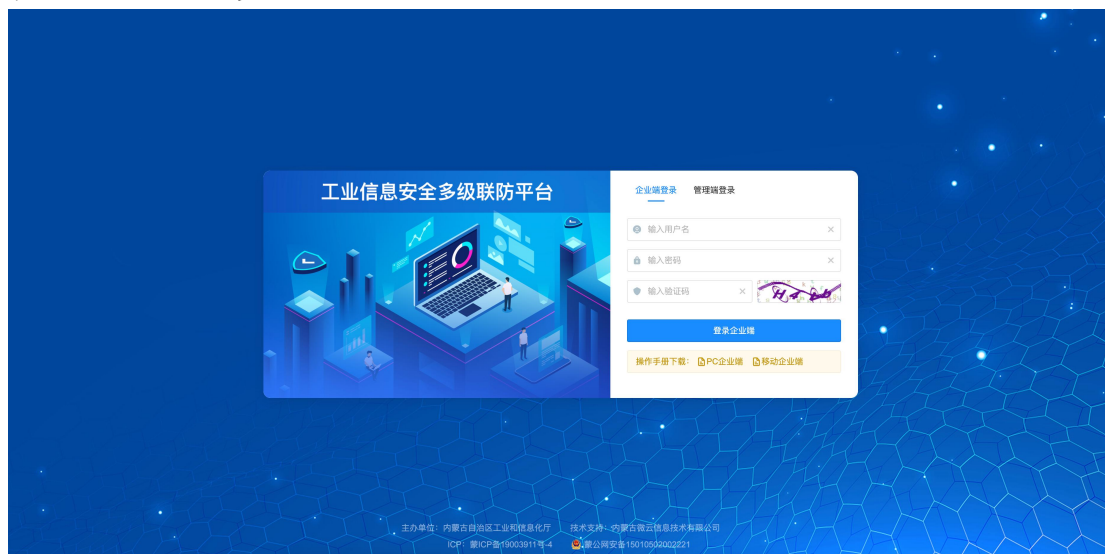 工业信息安全多级联防平台
企业端登录 管理端登录
输入用户名
输入密码
输入验证码
登录企业端
操作手册下载: PC企业端 移动企业端
主办单位: 内蒙古自治区工业和信息化厅 技术支持: 内蒙古微云信息技术有限公司
ICP: 蒙ICP备19003911号-4 蒙公网安备15010502002221